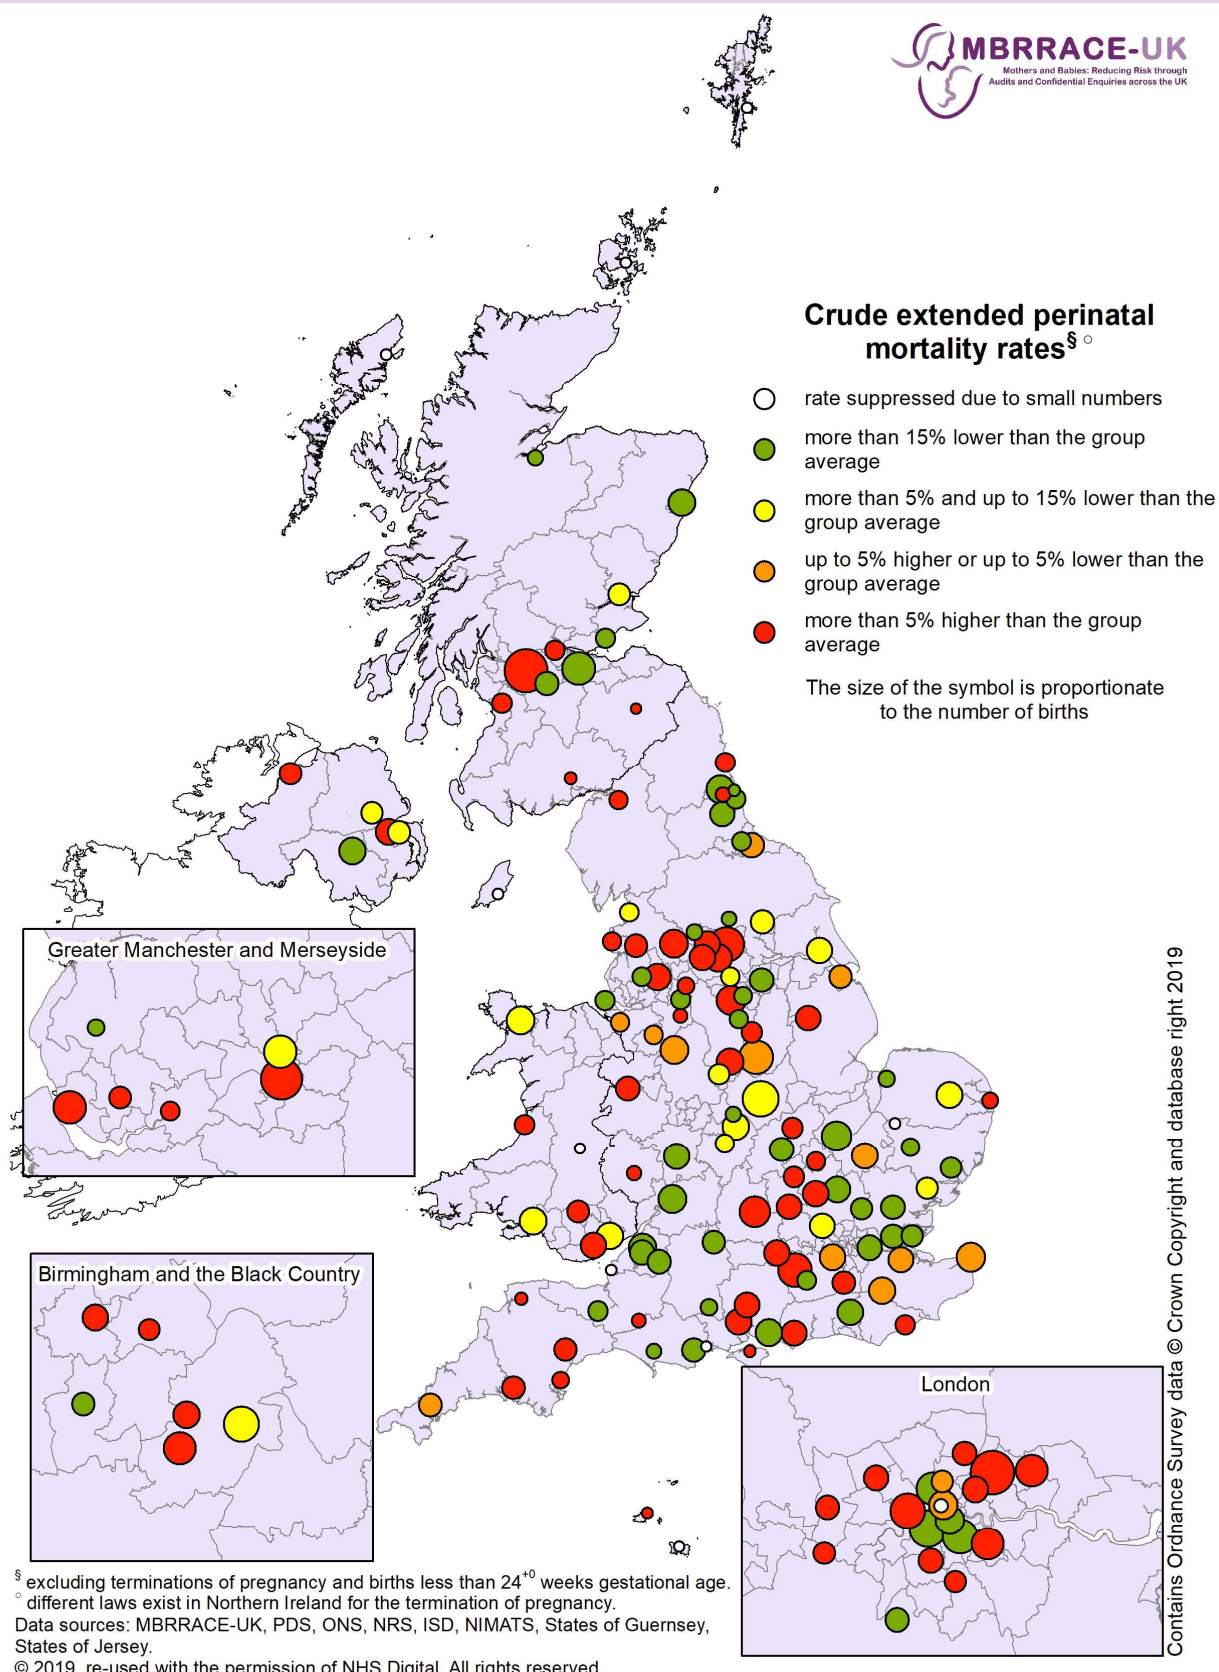 MBRRACE-UK
Mothers and Babies: Reducing Risk through
Audits and Confidential Enquiries across the UK
Crude extended perinatal
mortality rates§ ○
rate suppressed due to small numbers
more than 15% lower than the group
average
more than 5% and up to 15% lower than the
group average
up to 5% higher or up to 5% lower than the
group average
more than 5% higher than the group
average
The size of the symbol is proportionate
to the number of births
Greater Manchester and Merseyside
Birmingham and the Black Country
London
Contains Ordnance Survey data © Crown Copyright and database right 2019
§ excluding terminations of pregnancy and births less than 24+0 weeks gestational age.
○ different laws exist in Northern Ireland for the termination of pregnancy.
Data sources: MBRRACE-UK, PDS, ONS, NRS, ISD, NIMATS, States of Guernsey,
States of Jersey.
© 2019, re-used with the permission of NHS Digital. All rights reserved.